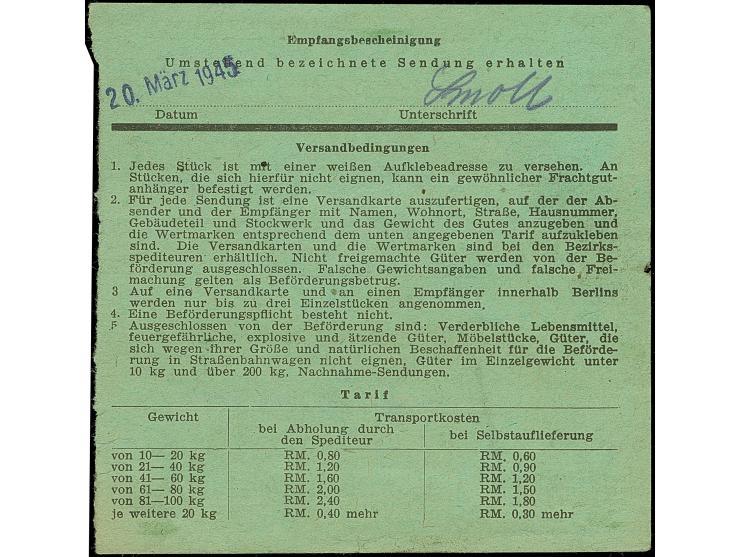 Empfangsbescheinigung
Umstehend bezeichnete Sendung erhalten
20. März 1945
Datum Unterschrift
Versandbedingungen
1. Jedes Stück ist mit einer weißen Aufklebeadresse zu versehen. An
Stücken, die sich hierfür nicht eignen, kann ein gewöhnlicher Frachtgut-
anhänger befestigt werden.
2. Für jede Sendung ist eine Versandkarte auszufertigen, auf der der Ab-
sender und der Empfänger mit Namen, Wohnort, Straße, Hausnummer,
Gebäudeteil und Stockwerk und das Gewicht des Gutes anzugeben und
die Wertmarken entsprechend dem unten angegebenen Tarif aufzukleben
sind. Die Versandkarten und die Wertmarken sind bei den Bezirks-
spediteuren erhältlich. Nicht freigemachte Güter werden von der Be-
förderung ausgeschlossen. Falsche Gewichtsangaben und falsche Frei-
machung gelten als Beförderungsbetrug.
3 Auf eine Versandkarte und an einen Empfänger innerhalb Berlins
werden nur bis zu drei Einzelstücken angenommen.
4. Eine Beförderungspflicht besteht nicht.
5 Ausgeschlossen von der Beförderung sind: Verderbliche Lebensmittel,
feuergefährliche, explosive und ätzende Güter, Möbelstücke, Güter, die
sich wegen ihrer Größe und natürlichen Beschaffenheit für die Beförde-
rung in Straßenbahnwagen nicht eignen, Güter im Einzelgewicht unter
10 kg und über 200 kg, Nachnahme-Sendungen.
Tarif
Gewicht Transportkosten
bei Abholung durch
den Spediteur bei Selbstauflieferung
von 10— 20 kg RM. 0,80 RM. 0,60
von 21— 40 kg RM. 1,20 RM. 0,90
von 41— 60 kg RM. 1,60 RM. 1,20
von 61— 80 kg RM. 2,00 RM. 1,50
von 81—100 kg RM. 2,40 RM. 1,80
je weitere 20 kg RM. 0,40 mehr RM. 0,30 mehr